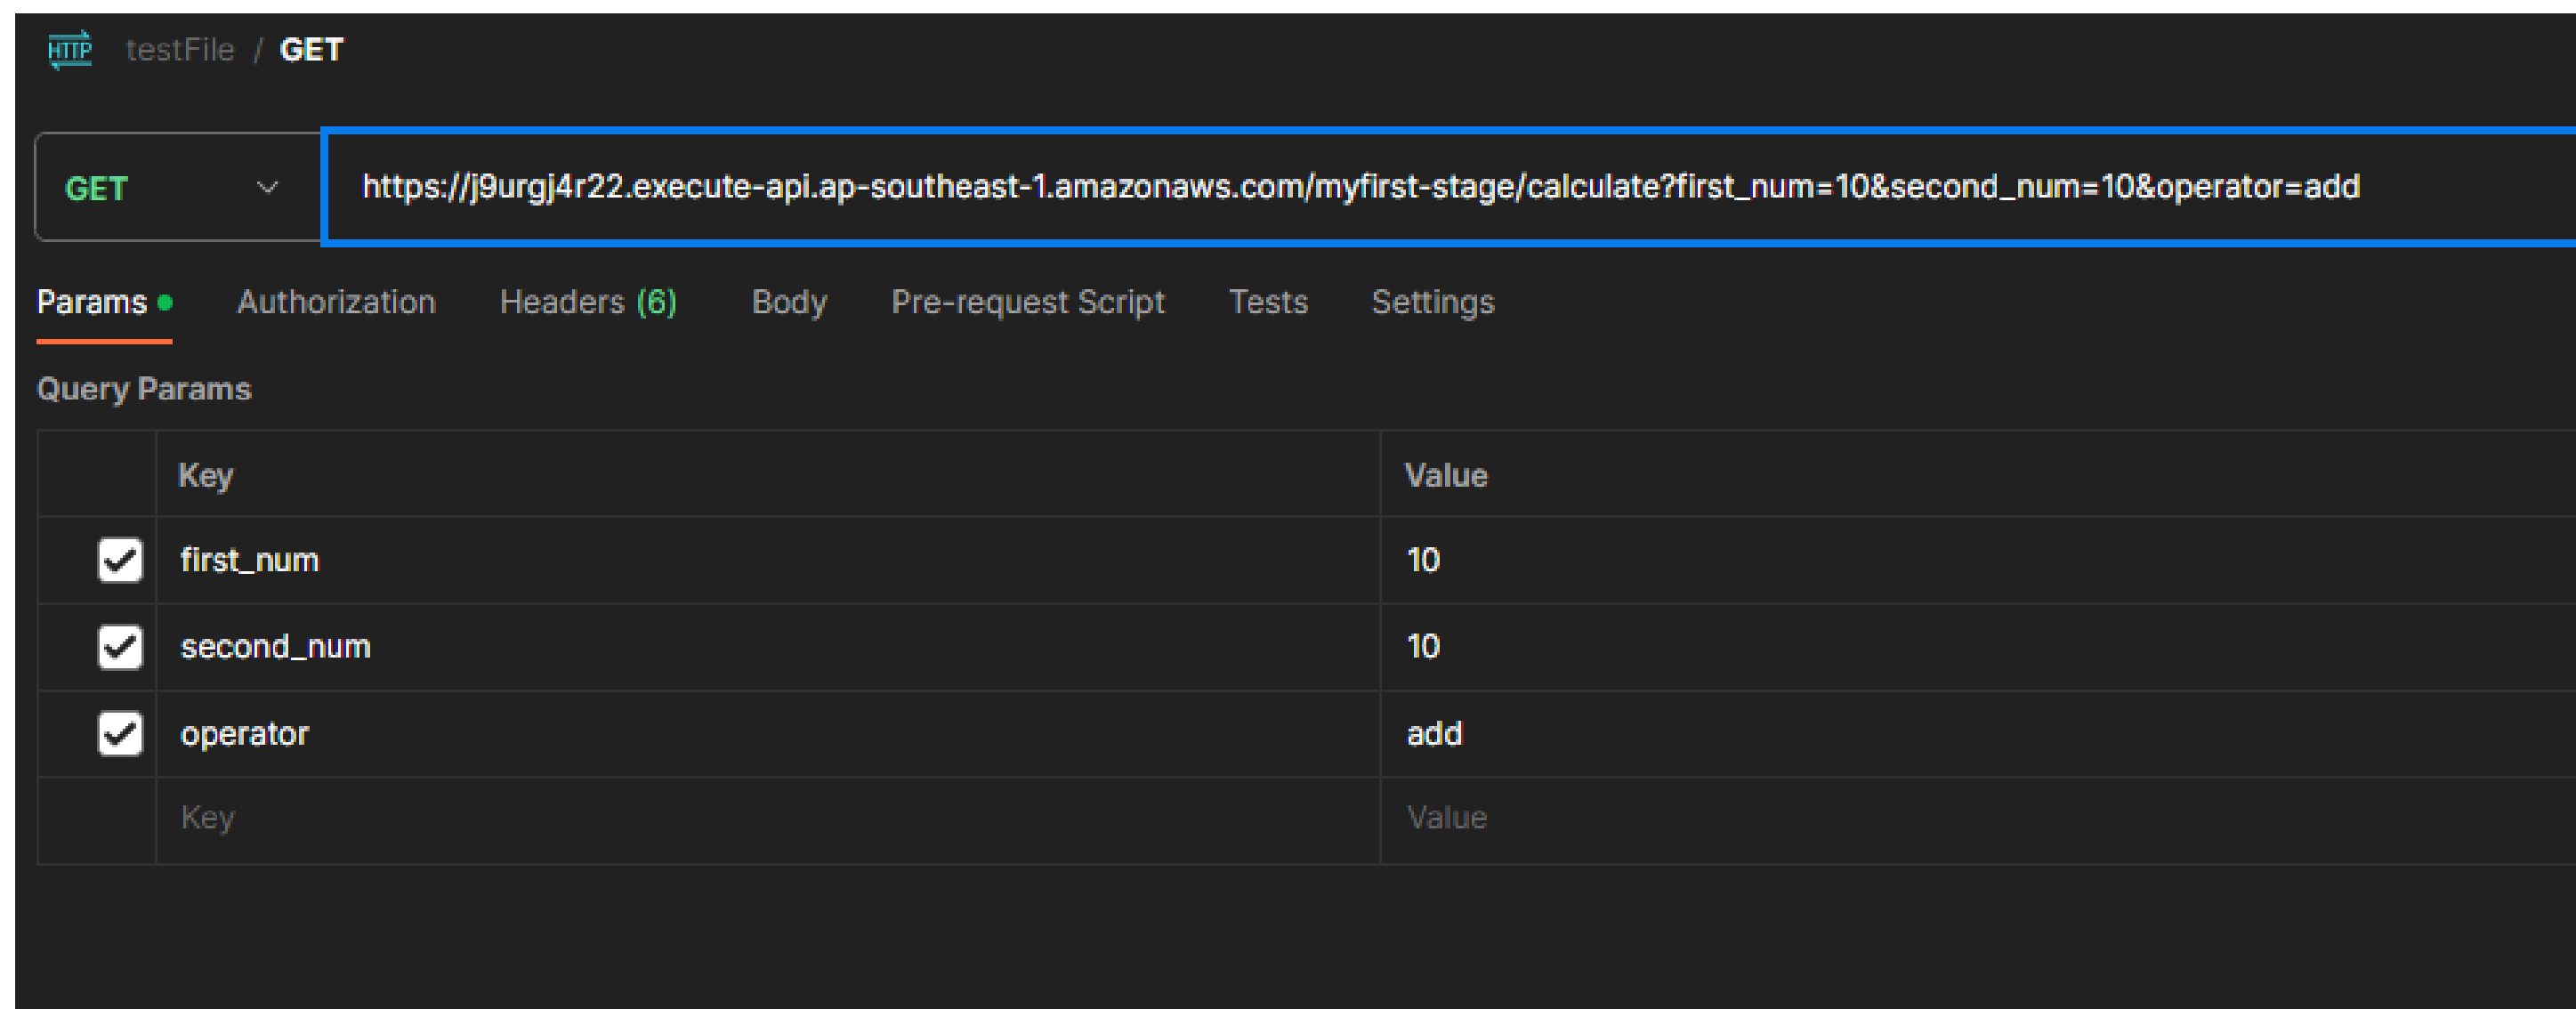 HTTP testFile / GET
GET https://j9urgj4r22.execute-api.ap-southeast-1.amazonaws.com/myfirst-stage/calculate?first_num=10&second_num=10&operator=add
Params Authorization Headers (6) Body Pre-request Script Tests Settings
Query Params
Key Value
first_num 10
second_num 10
operator add
Key Value